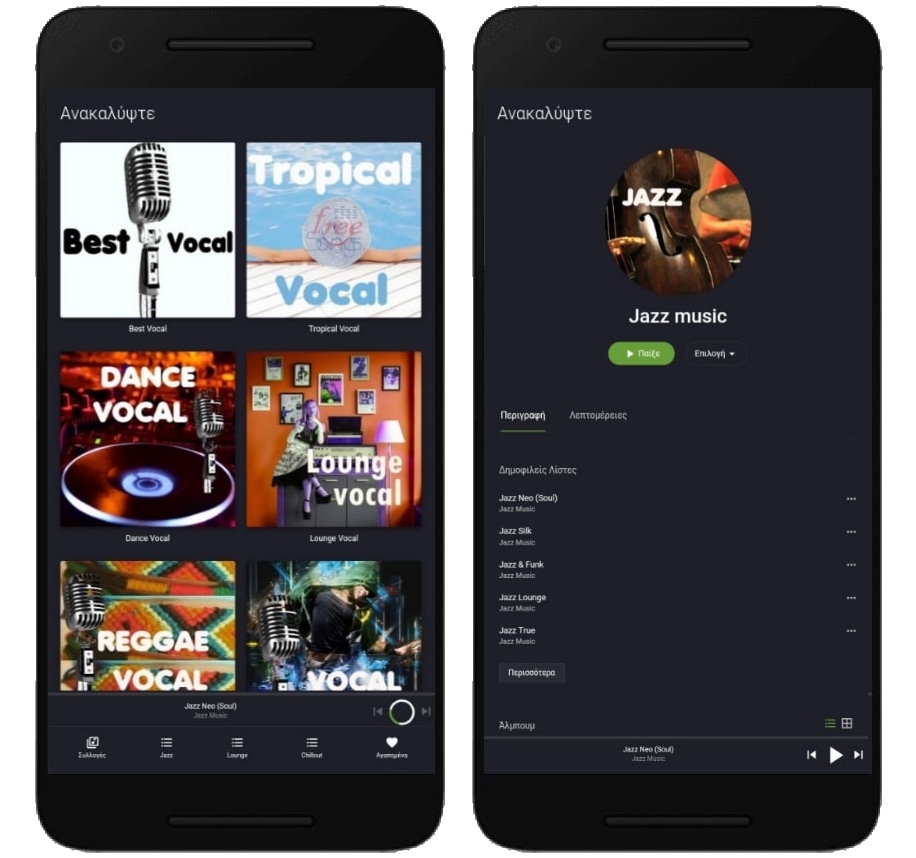 Ανακαλύψτε
Best Vocal
Best Vocal
Tropical
free
songs
Vocal
Tropical Vocal
DANCE
VOCAL
Dance Vocal
Lounge
vocal
Lounge Vocal
REGGAE
VOCAL
VOCAL
Jazz Neo (Soul)
Jazz Music
Συλλογές
Jazz
Lounge
Chillout
Αγαπημένα
Ανακαλύψτε
JAZZ
Jazz music
Παίξε
Επιλογή
Περιγραφή Λεπτομέρειες
Δημοφιλείς Λίστες
Jazz Neo (Soul)
Jazz Music
Jazz Silk
Jazz Music
Jazz & Funk
Jazz Music
Jazz Lounge
Jazz Music
Jazz True
Jazz Music
Περισσότερα
Άλμπουμ
Jazz Neo (Soul)
Jazz Music